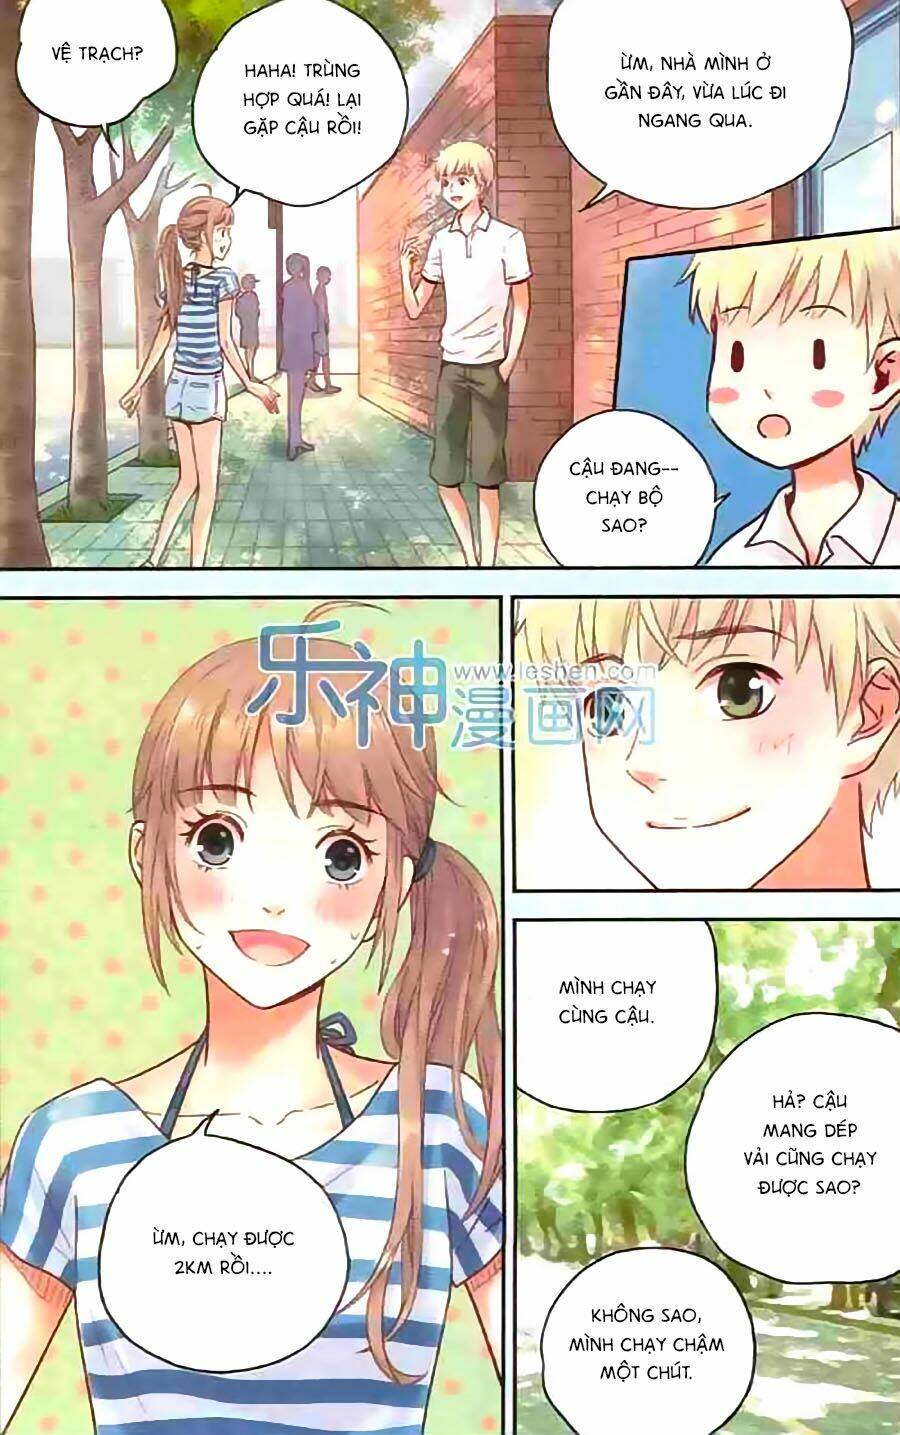 VỆ TRẠCH?
HAHA! TRÙNG
HỢP QUÁ! LẠI
GẶP CẬU RỒI!
ỪM, NHÀ MÌNH Ở
GẦN ĐÂY, VỪA LÚC ĐI
NGANG QUA.
CẬU ĐANG--
CHẠY BỘ
SAO?
乐神
www.leshen.com
漫画网
ỪM, CHẠY ĐƯỢC
2KM RỒI....
MÌNH CHẠY
CÙNG CẬU.
HẢ? CẬU
MANG DÉP
VẢI CŨNG CHẠY
ĐƯỢC SAO?
KHÔNG SAO,
MÌNH CHẠY CHẬM
MỘT CHÚT.